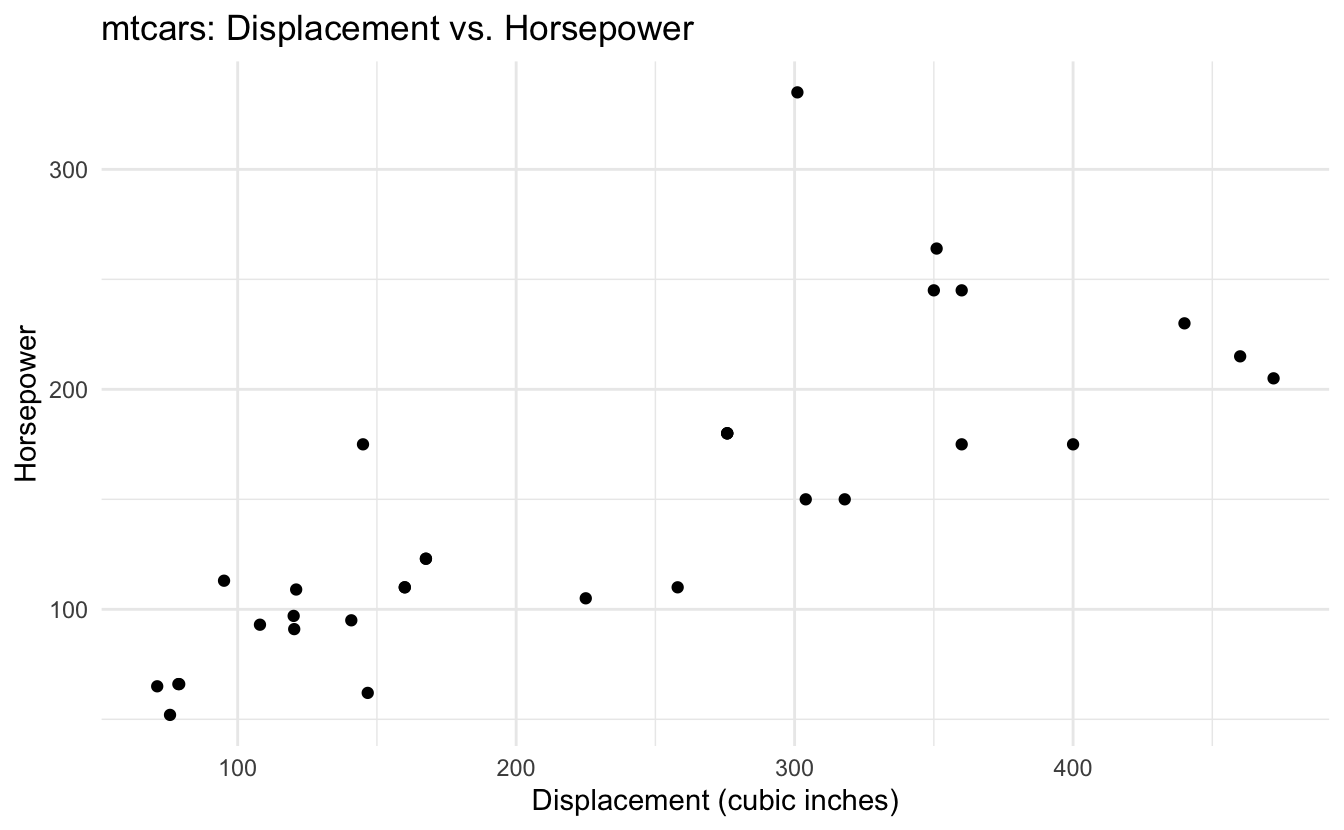 mtcars: Displacement vs. Horsepower
300
200
100
Horsepower
100 200 300 400
Displacement (cubic inches)